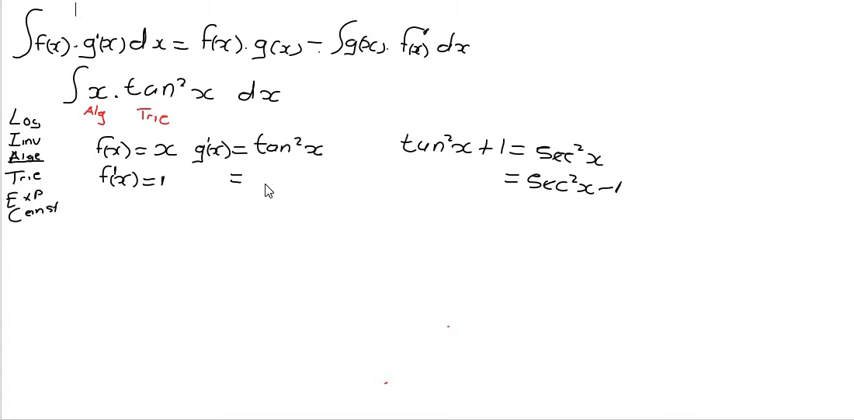 ∫f(x)·g'(x)dx = f(x)·g(x) − ∫g(x)·f'(x) dx
∫x·tan²x dx
Alg Tric
Log
Inv
Alge
Tric
Exp
Const
f(x) = x g'(x) = tan²x
f'(x) = 1 =
tan²x + 1 = sec²x
= sec²x − 1